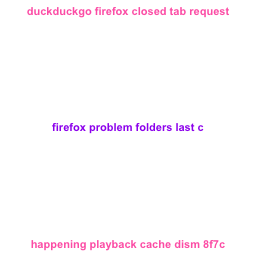 duckduckgo firefox closed tab request
firefox problem folders last c
happening playback cache dism 8f7c